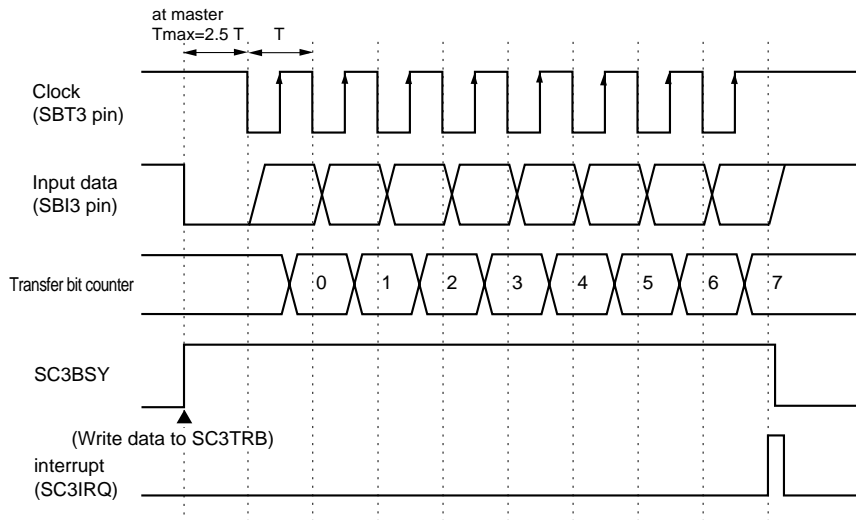 at master
Tmax=2.5 T
T
Clock
(SBT3 pin)
Input data
(SBI3 pin)
Transfer bit counter
0 1 2 3 4 5 6 7
SC3BSY
(Write data to SC3TRB)
interrupt
(SC3IRQ)